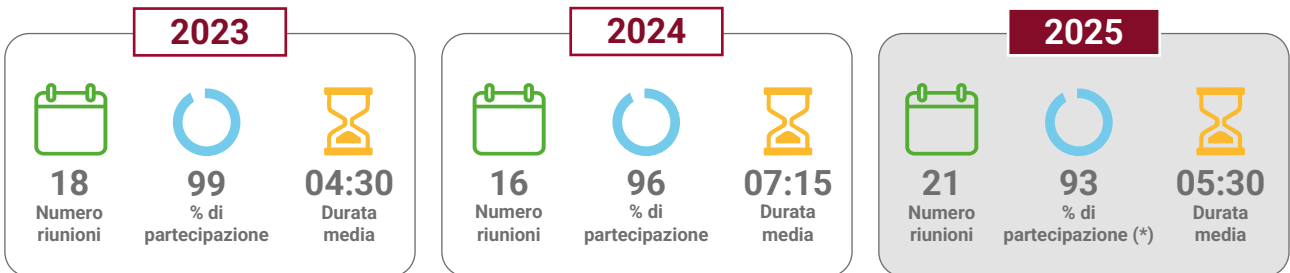 2023
18
Numero
riunioni
99
% di
partecipazione
04:30
Durata
media
2024
16
Numero
riunioni
96
% di
partecipazione
07:15
Durata
media
2025
21
Numero
riunioni
93
% di
partecipazione (*)
05:30
Durata
media